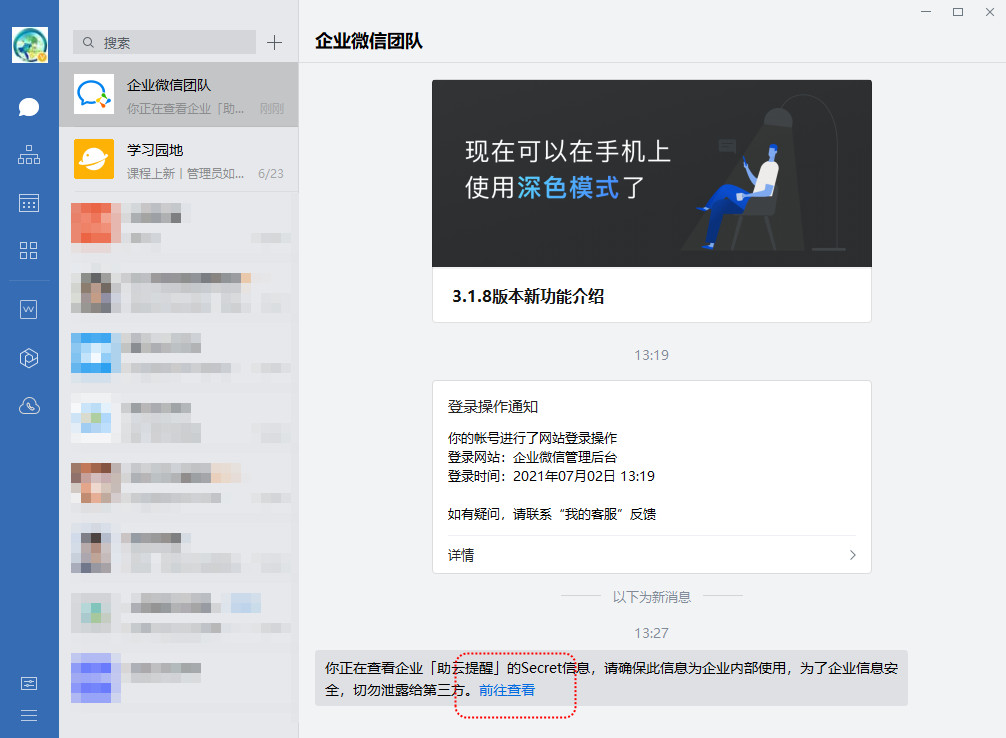 搜索
企业微信团队
企业微信团队
你正在查看企业「助... 刚刚
学习园地
课程上新丨管理员如... 6/23
现在可以在手机上
使用深色模式了
3.1.8版本新功能介绍
13:19
登录操作通知
你的帐号进行了网站登录操作
登录网站：企业微信管理后台
登录时间：2021年07月02日 13:19
如有疑问，请联系“我的客服”反馈
详情
以下为新消息
13:27
你正在查看企业「助云提醒」的Secret信息，请确保此信息为企业内部使用，为了企业信息安
全，切勿泄露给第三方。前往查看